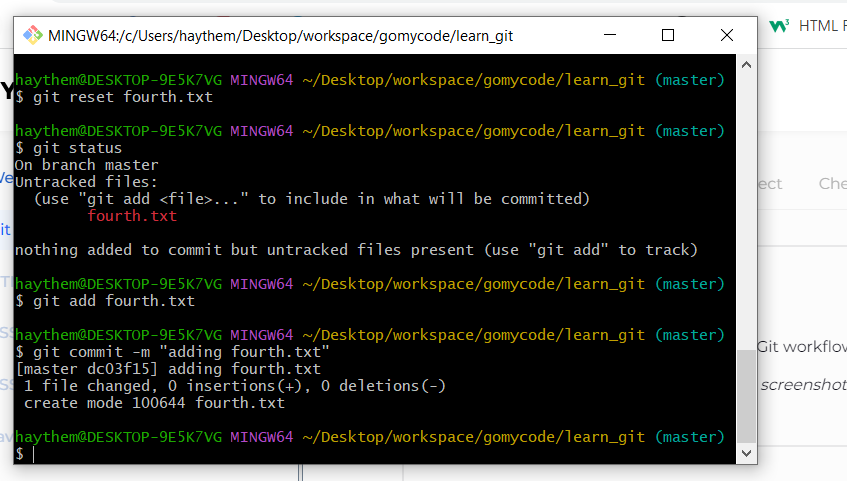 HTML F
MINGW64:/c/Users/haythem/Desktop/workspace/gomycode/learn_git
haythem@DESKTOP-9E5K7VG MINGW64 ~/Desktop/workspace/gomycode/learn_git (master)
$ git reset fourth.txt
haythem@DESKTOP-9E5K7VG MINGW64 ~/Desktop/workspace/gomycode/learn_git (master)
$ git status
On branch master
Untracked files:
  (use "git add <file>..." to include in what will be committed)
        fourth.txt
nothing added to commit but untracked files present (use "git add" to track)
haythem@DESKTOP-9E5K7VG MINGW64 ~/Desktop/workspace/gomycode/learn_git (master)
$ git add fourth.txt
haythem@DESKTOP-9E5K7VG MINGW64 ~/Desktop/workspace/gomycode/learn_git (master)
$ git commit -m "adding fourth.txt"
[master dc03f15] adding fourth.txt
 1 file changed, 0 insertions(+), 0 deletions(-)
 create mode 100644 fourth.txt
haythem@DESKTOP-9E5K7VG MINGW64 ~/Desktop/workspace/gomycode/learn_git (master)
$
ect Che
Git workflow
screenshot